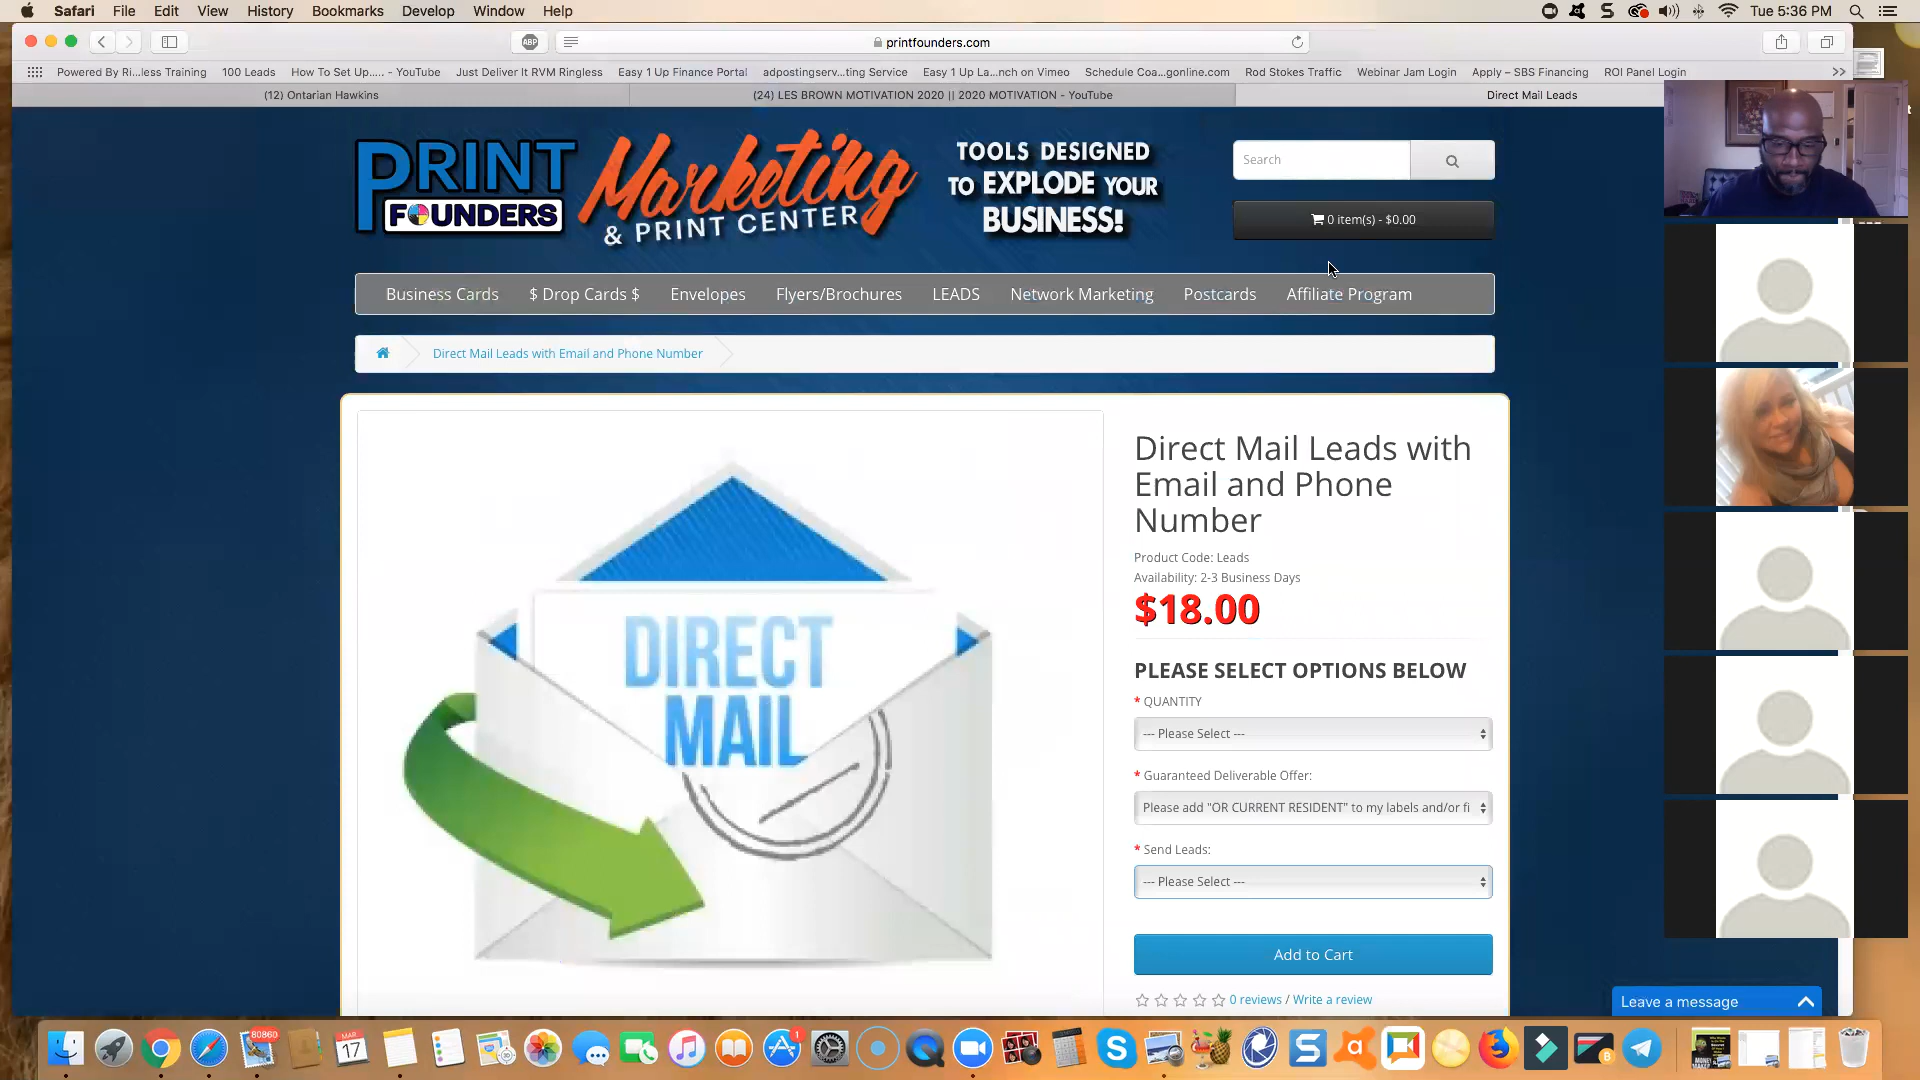 Safari File Edit View History Bookmarks Develop Window Help
Tue 5:36 PM
ABP
printfounders.com
Powered By Ri...less Training 100 Leads How To Set Up..... - YouTube Just Deliver It RVM Ringless Easy 1 Up Finance Portal adpostingserv...ting Service Easy 1 Up La...nch on Vimeo Schedule Coa...gonline.com Rod Stokes Traffic Webinar Jam Login Apply – SBS Financing ROI Panel Login
(12) Ontarian Hawkins (24) LES BROWN MOTIVATION 2020 || 2020 MOTIVATION - YouTube Direct Mail Leads
PRINT
FOUNDERS
Marketing
& PRINT CENTER
TOOLS DESIGNED
TO EXPLODE YOUR
BUSINESS!
Search
0 item(s) - $0.00
Business Cards $ Drop Cards $ Envelopes Flyers/Brochures LEADS Network Marketing Postcards Affiliate Program
Direct Mail Leads with Email and Phone Number
DIRECT
MAIL
Direct Mail Leads with
Email and Phone
Number
Product Code: Leads
Availability: 2-3 Business Days
$18.00
PLEASE SELECT OPTIONS BELOW
* QUANTITY
--- Please Select ---
* Guaranteed Deliverable Offer:
Please add "OR CURRENT RESIDENT" to my labels and/or fi
* Send Leads:
--- Please Select ---
Add to Cart
0 reviews / Write a review
Leave a message
80860
MAR
17
1